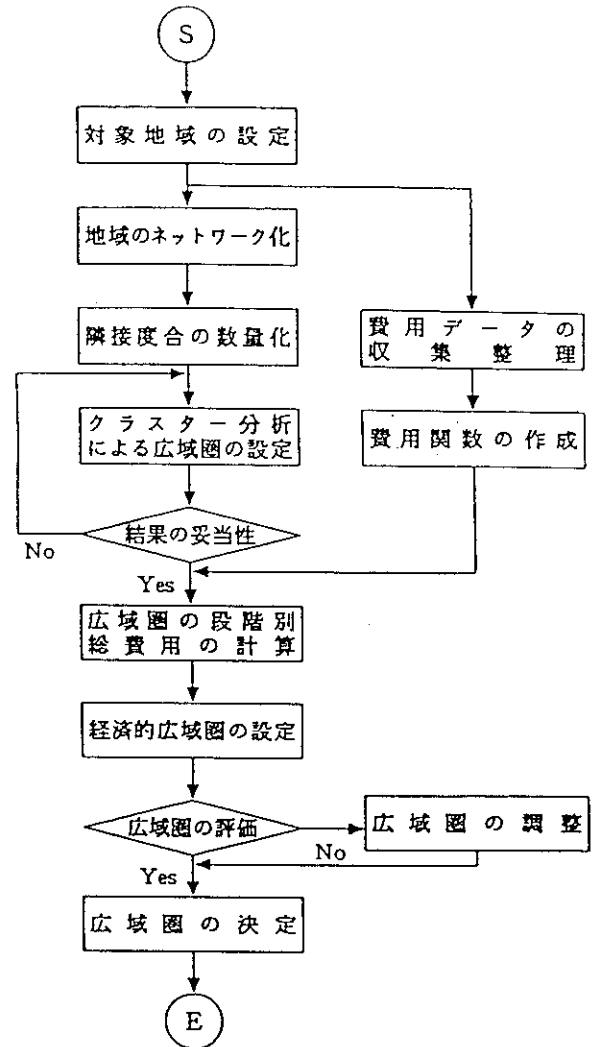 S
対象地域の設定
地域のネットワーク化
隣接度合の数量化
費用データの
収集整理
クラスター分析
による広域圏の設定
費用関数の作成
結果の妥当性
No
Yes
広域圏の段階別
総費用の計算
経済的広域圏の設定
広域圏の評価
広域圏の調整
No
Yes
広域圏の決定
E